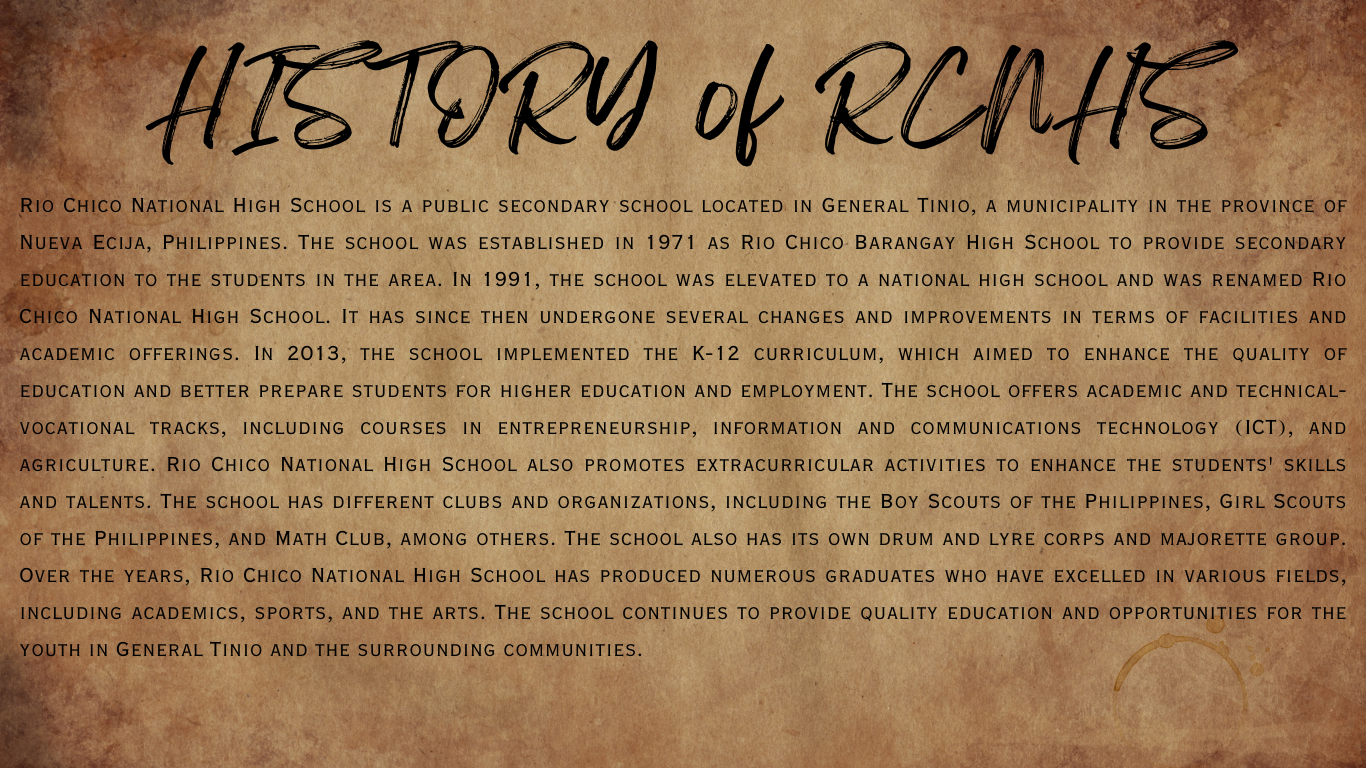 HISTORY of RCNHS
Rio Chico National High School is a public secondary school located in General Tinio, a municipality in the province of
Nueva Ecija, Philippines. The school was established in 1971 as Rio Chico Barangay High School to provide secondary
education to the students in the area. In 1991, the school was elevated to a national high school and was renamed Rio
Chico National High School. It has since then undergone several changes and improvements in terms of facilities and
academic offerings. In 2013, the school implemented the K-12 curriculum, which aimed to enhance the quality of
education and better prepare students for higher education and employment. The school offers academic and technical-
vocational tracks, including courses in entrepreneurship, information and communications technology (ICT), and
agriculture. Rio Chico National High School also promotes extracurricular activities to enhance the students' skills
and talents. The school has different clubs and organizations, including the Boy Scouts of the Philippines, Girl Scouts
of the Philippines, and Math Club, among others. The school also has its own drum and lyre corps and majorette group.
Over the years, Rio Chico National High School has produced numerous graduates who have excelled in various fields,
including academics, sports, and the arts. The school continues to provide quality education and opportunities for the
youth in General Tinio and the surrounding communities.